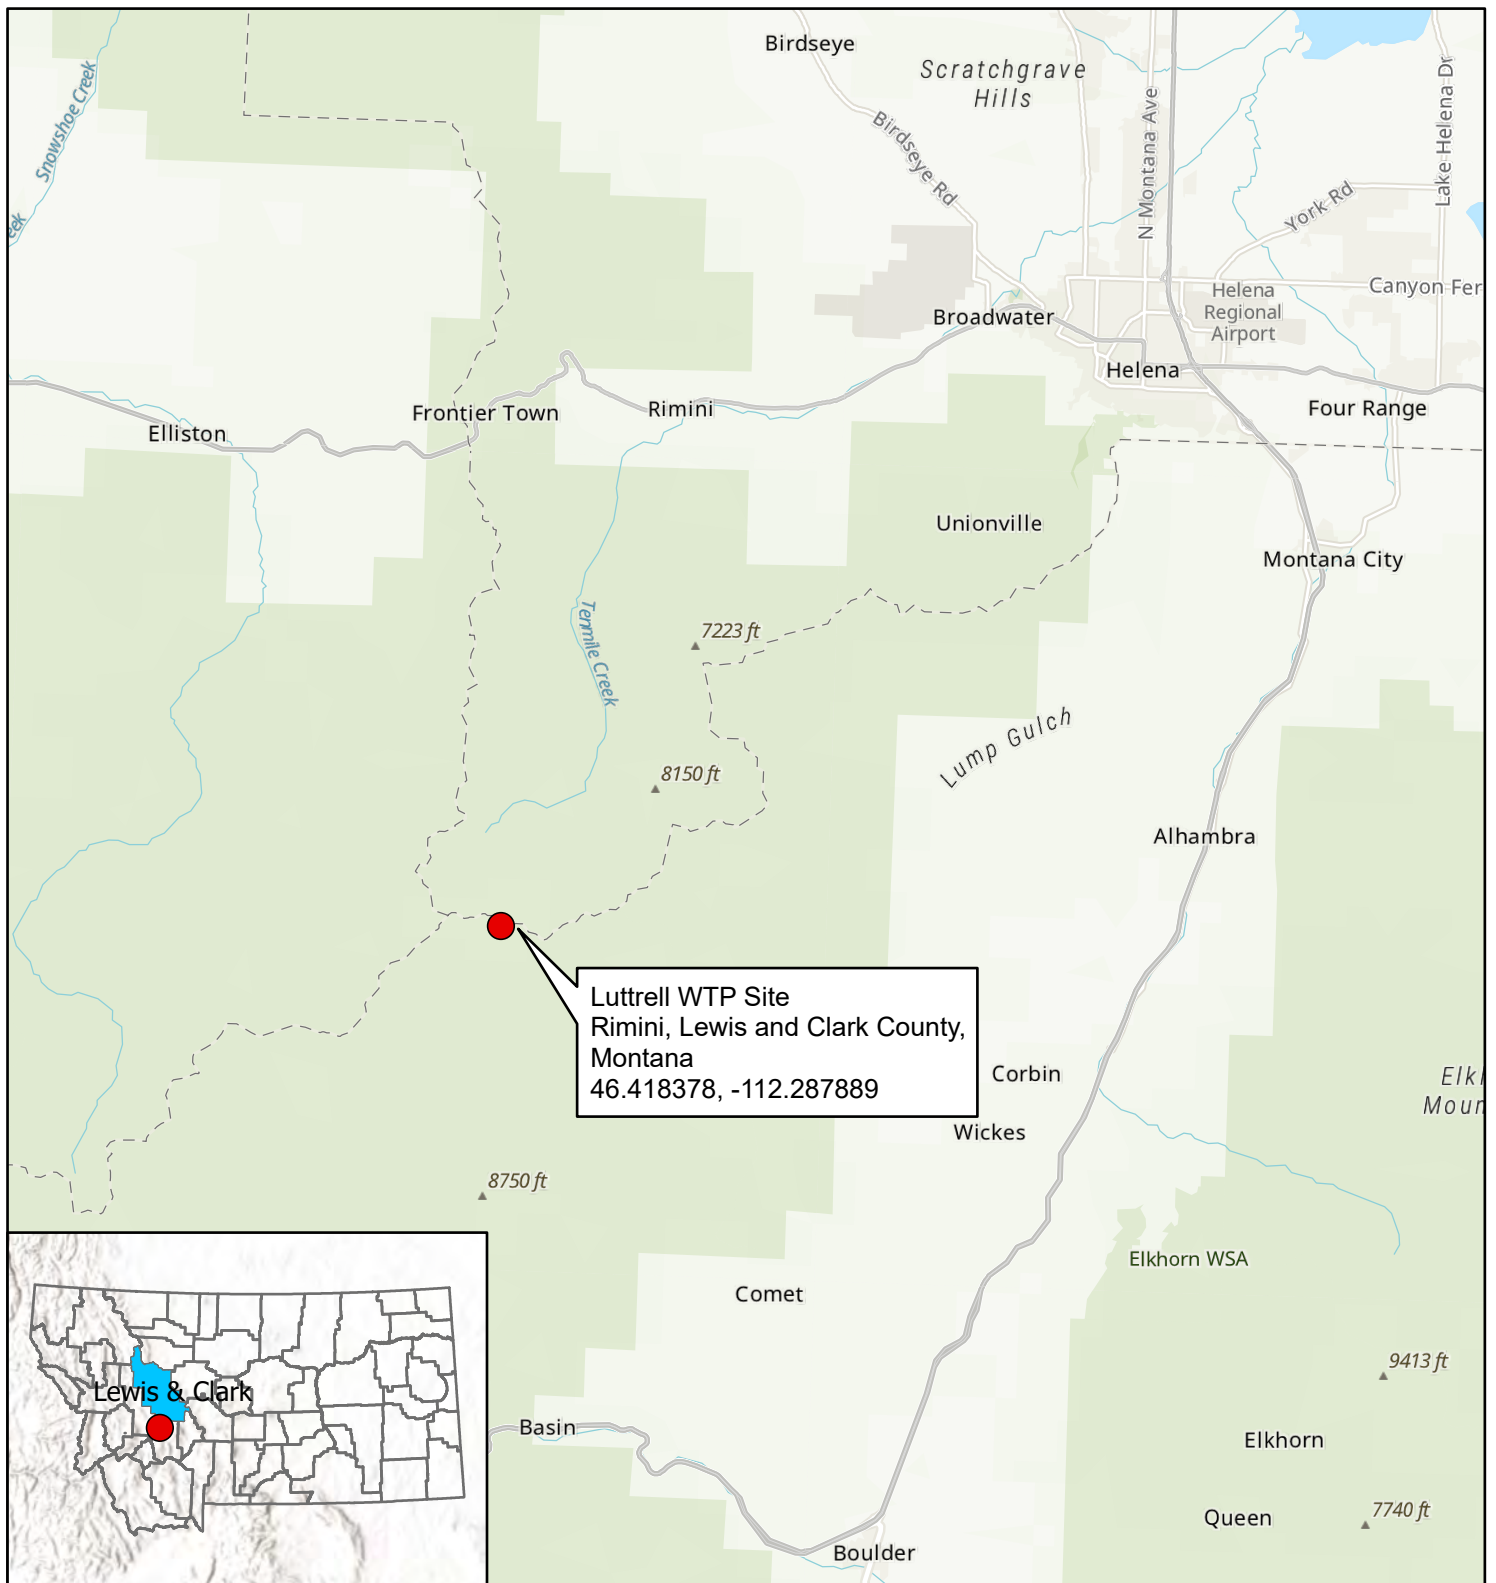 Birdseye
Scratchgrave
Hills
Snowshoe Creek
Birdseye Rd
N Montana Ave
Lake Helena Dr
York Rd
eek
Canyon Fer
Helena
Regional
Airport
Broadwater
Helena
Frontier Town
Rimini
Four Range
Elliston
Unionville
Montana City
Tenmile Creek
7223 ft
Lump Gulch
8150 ft
Alhambra
Luttrell WTP Site
Rimini, Lewis and Clark County,
Montana
46.418378, -112.287889
Corbin
Elkh
Moun
Wickes
8750 ft
Elkhorn WSA
Comet
9413 ft
Lewis & Clark
Basin
Elkhorn
7740 ft
Queen
Boulder